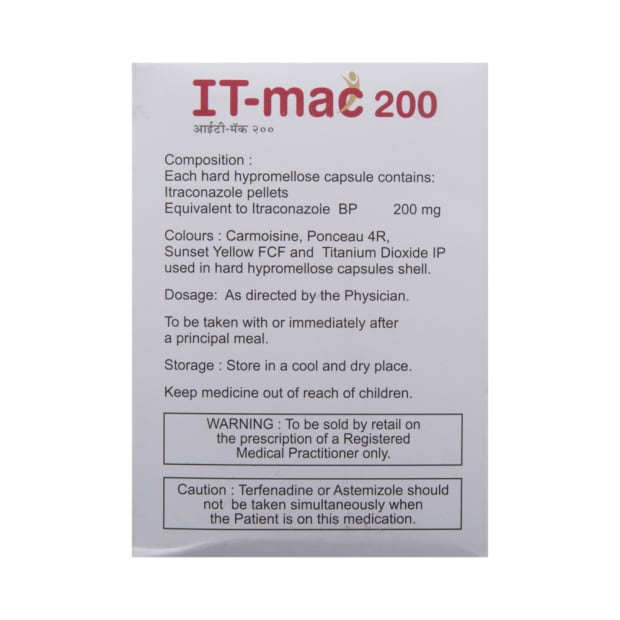 IT-mac 200
आईटी-मॅक २००
Composition :
Each hard hypromellose capsule contains:
Itraconazole pellets
Equivalent to Itraconazole BP 200 mg
Colours : Carmoisine, Ponceau 4R,
Sunset Yellow FCF and Titanium Dioxide IP
used in hard hypromellose capsules shell.
Dosage: As directed by the Physician.
To be taken with or immediately after
a principal meal.
Storage : Store in a cool and dry place.
Keep medicine out of reach of children.
WARNING : To be sold by retail on
the prescription of a Registered
Medical Practitioner only.
Caution : Terfenadine or Astemizole should
not be taken simultaneously when
the Patient is on this medication.